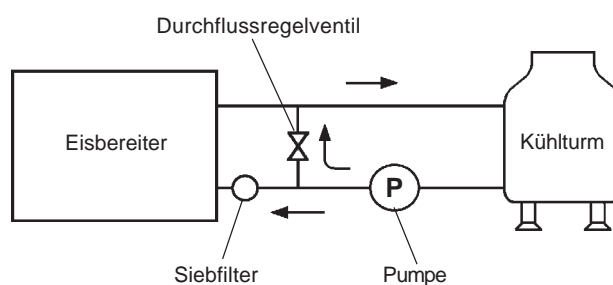 Durchflussregelventil
Eisbereiter
Kühlturm
P
Siebfilter
Pumpe